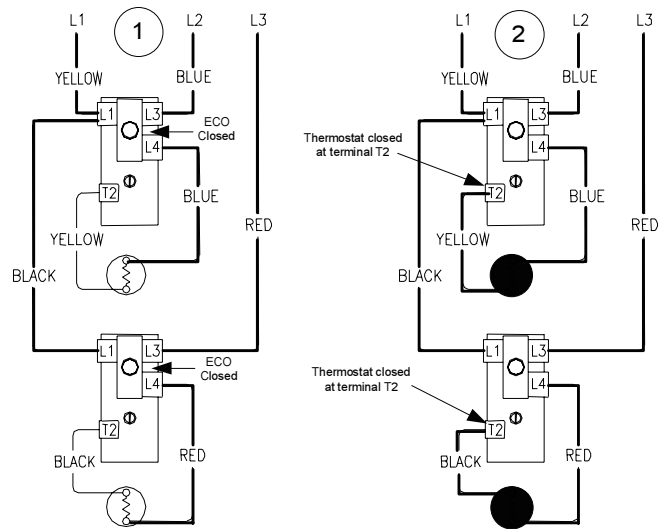 L1
1
L2
L3
YELLOW
BLUE
L1
L3
ECO
Closed
L4
T2
BLUE
YELLOW
RED
BLACK
L1
L3
ECO
Closed
L4
T2
BLACK
RED
L1
2
L2
L3
YELLOW
BLUE
L1
L3
Thermostat closed
at terminal T2
L4
T2
BLUE
YELLOW
RED
BLACK
L1
L3
Thermostat closed
at terminal T2
L4
T2
BLACK
RED